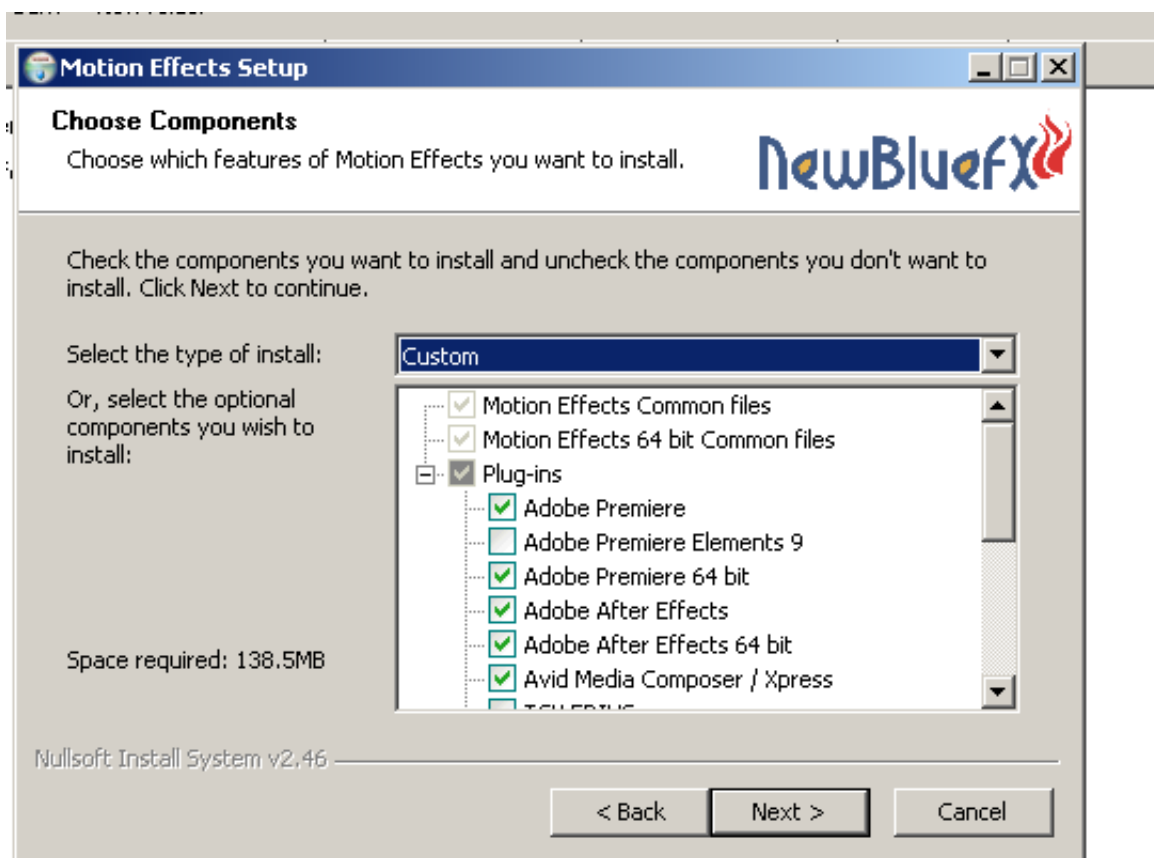 Motion Effects Setup
Choose Components
Choose which features of Motion Effects you want to install.
NewBlueFX
Check the components you want to install and uncheck the components you don't want to
install. Click Next to continue.
Select the type of install:
Custom
Or, select the optional
components you wish to
install:
Motion Effects Common files
Motion Effects 64 bit Common files
Plug-ins
Adobe Premiere
Adobe Premiere Elements 9
Adobe Premiere 64 bit
Adobe After Effects
Adobe After Effects 64 bit
Avid Media Composer / Xpress
Space required: 138.5MB
Nullsoft Install System v2.46
< Back
Next >
Cancel